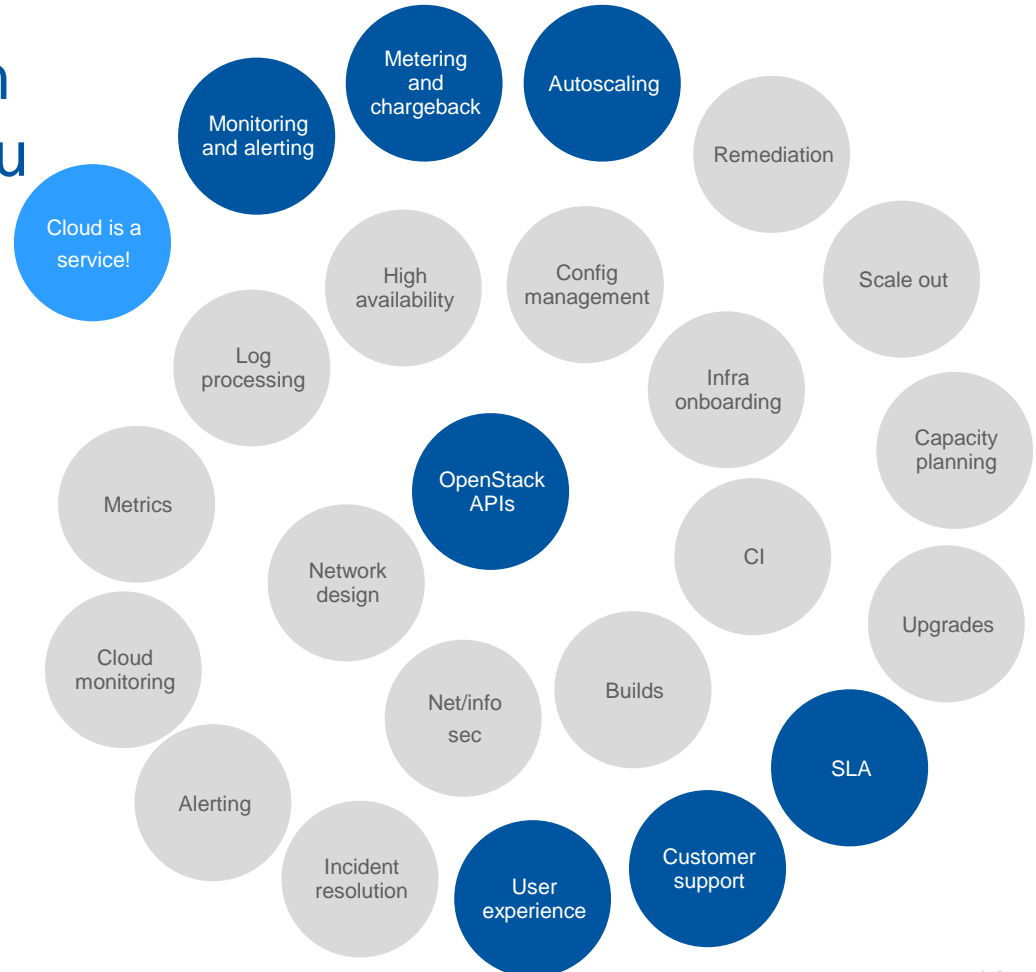 Metering
and
chargeback
Autoscaling
Monitoring
and alerting
Remediation
Cloud is a
service!
High
availability
Config
management
Scale out
Log
processing
Infra
onboarding
Capacity
planning
OpenStack
APIs
Metrics
CI
Network
design
Upgrades
Cloud
monitoring
Net/info
sec
Builds
SLA
Alerting
Incident
resolution
User
experience
Customer
support